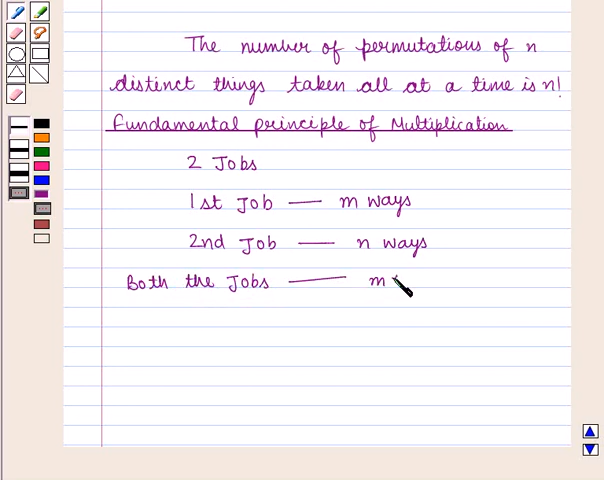 The number of permutations of n
distinct things taken all at a time is n!
Fundamental principle of Multiplication
2 Jobs
1st Job — m ways
2nd Job — n ways
Both the Jobs — m